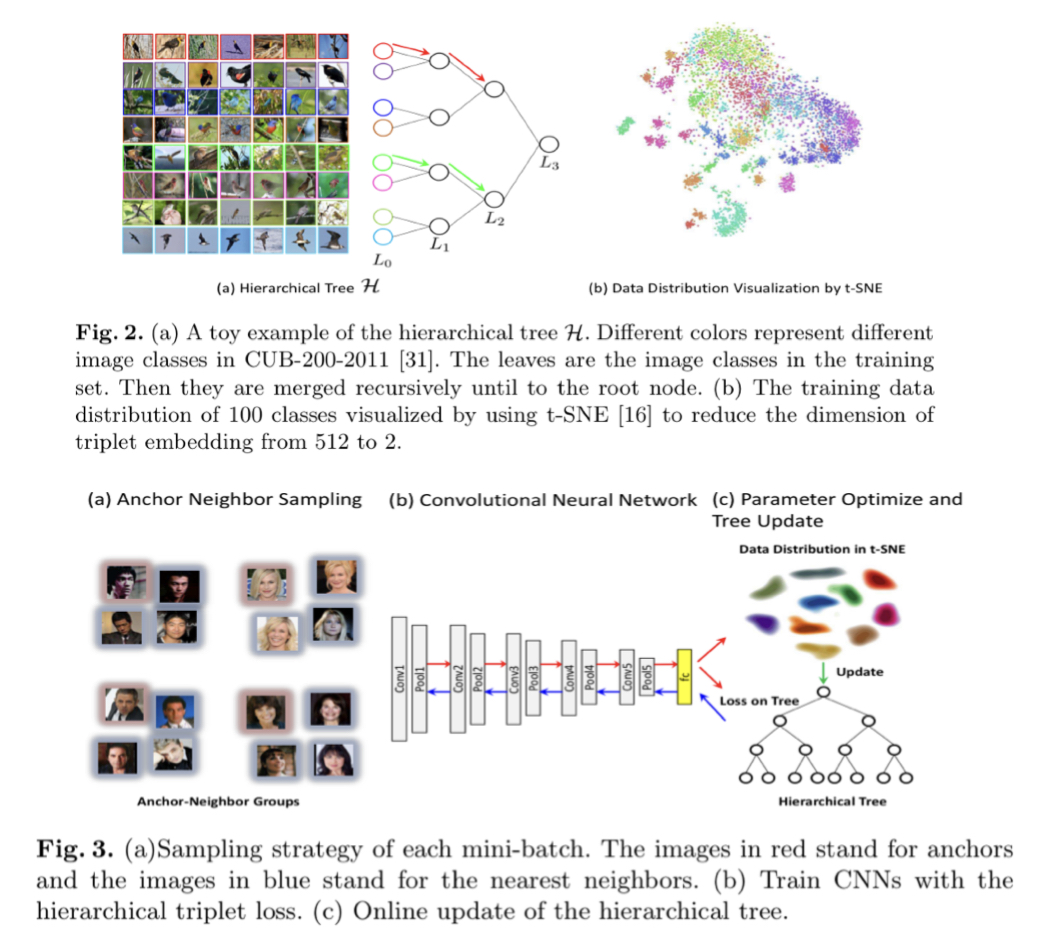 L3
L2
L1
L0
(a) Hierarchical Tree ℋ
(b) Data Distribution Visualization by t-SNE
Fig. 2. (a) A toy example of the hierarchical tree ℋ. Different colors represent different
image classes in CUB-200-2011 [31]. The leaves are the image classes in the training
set. Then they are merged recursively until to the root node. (b) The training data
distribution of 100 classes visualized by using t-SNE [16] to reduce the dimension of
triplet embedding from 512 to 2.
(a) Anchor Neighbor Sampling
(b) Convolutional Neural Network
(c) Parameter Optimize and
Tree Update
Data Distribution in t-SNE
Conv1
Pool1
Conv2
Pool2
Conv3
Pool3
Conv4
Pool4
Conv5
Pool5
fc
Update
Loss on Tree
Anchor-Neighbor Groups
Hierarchical Tree
Fig. 3. (a)Sampling strategy of each mini-batch. The images in red stand for anchors
and the images in blue stand for the nearest neighbors. (b) Train CNNs with the
hierarchical triplet loss. (c) Online update of the hierarchical tree.